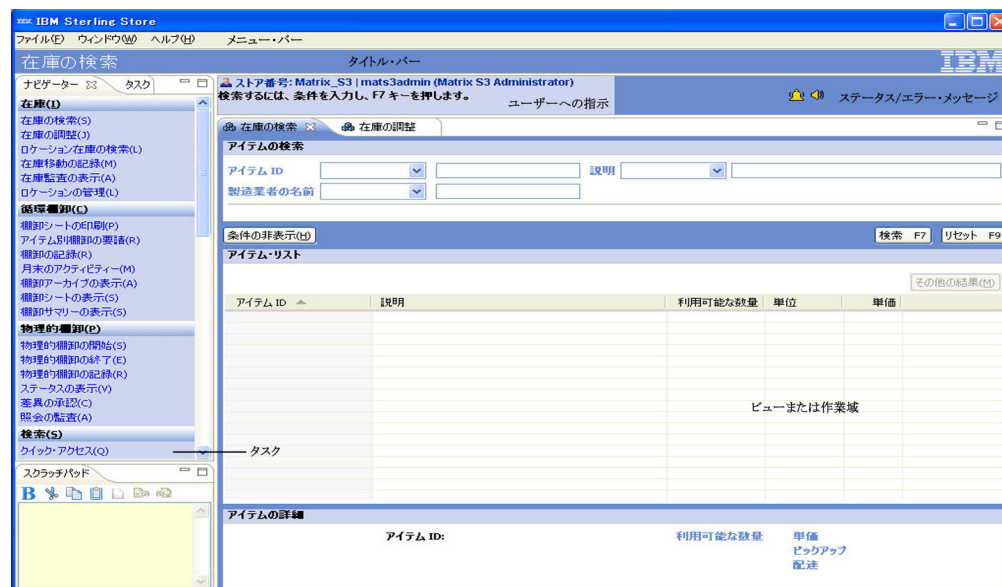 IBM Sterling Store
ファイル(F) ウィンドウ(W) ヘルプ(H) メニュー・バー
在庫の検索 タイトル・バー IBM
ナビゲーター タスク
在庫(I)
在庫の検索(S)
在庫の調整(J)
ロケーション在庫の検索(L)
在庫移動の記録(M)
在庫監査の表示(A)
ロケーションの管理(L)
循環棚卸(C)
棚卸シートの印刷(P)
アイテム別棚卸の要請(R)
棚卸の記録(R)
月末のアクティビティー(M)
棚卸アーカイブの表示(A)
棚卸シートの表示(S)
棚卸サマリーの表示(S)
物理的棚卸(P)
物理的棚卸の開始(S)
物理的棚卸の終了(E)
物理的棚卸の記録(R)
ステータスの表示(V)
差異の承認(C)
照会の監査(A)
検索(S)
クイック・アクセス(Q)
タスク
スクラッチパッド
B
ストア番号: Matrix_S3 | mats3admin (Matrix S3 Administrator)
検索するには、条件を入力し、F7 キーを押します。
ユーザーへの指示
ステータス/エラー・メッセージ
在庫の検索 在庫の調整
アイテムの検索
アイテム ID 説明
製造業者の名前
条件の非表示(H) 検索 F7 リセット F9
アイテム・リスト
その他の結果(M)
アイテム ID 説明 利用可能な数量 単位 単価
ビューまたは作業域
アイテムの詳細
アイテム ID: 利用可能な数量 単価
ピックアップ
配達